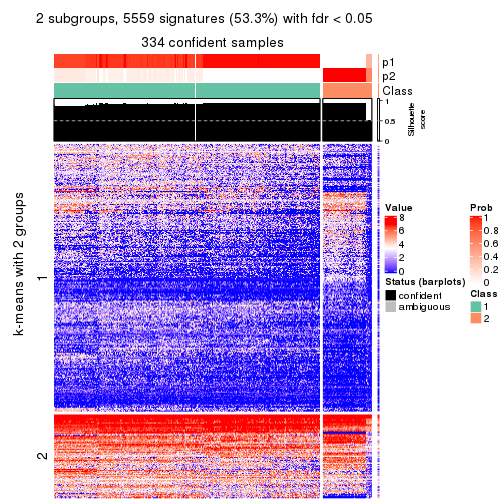 2 subgroups, 5559 signatures (53.3%) with fdr < 0.05
334 confident samples
p1
p2
Class
1
0.5
0
Silhouette
score
k-means with 2 groups
1
2
Value
8
6
4
2
0
Status (barplots)
confident
ambiguous
Prob
1
0.8
0.6
0.4
0.2
0
Class
1
2